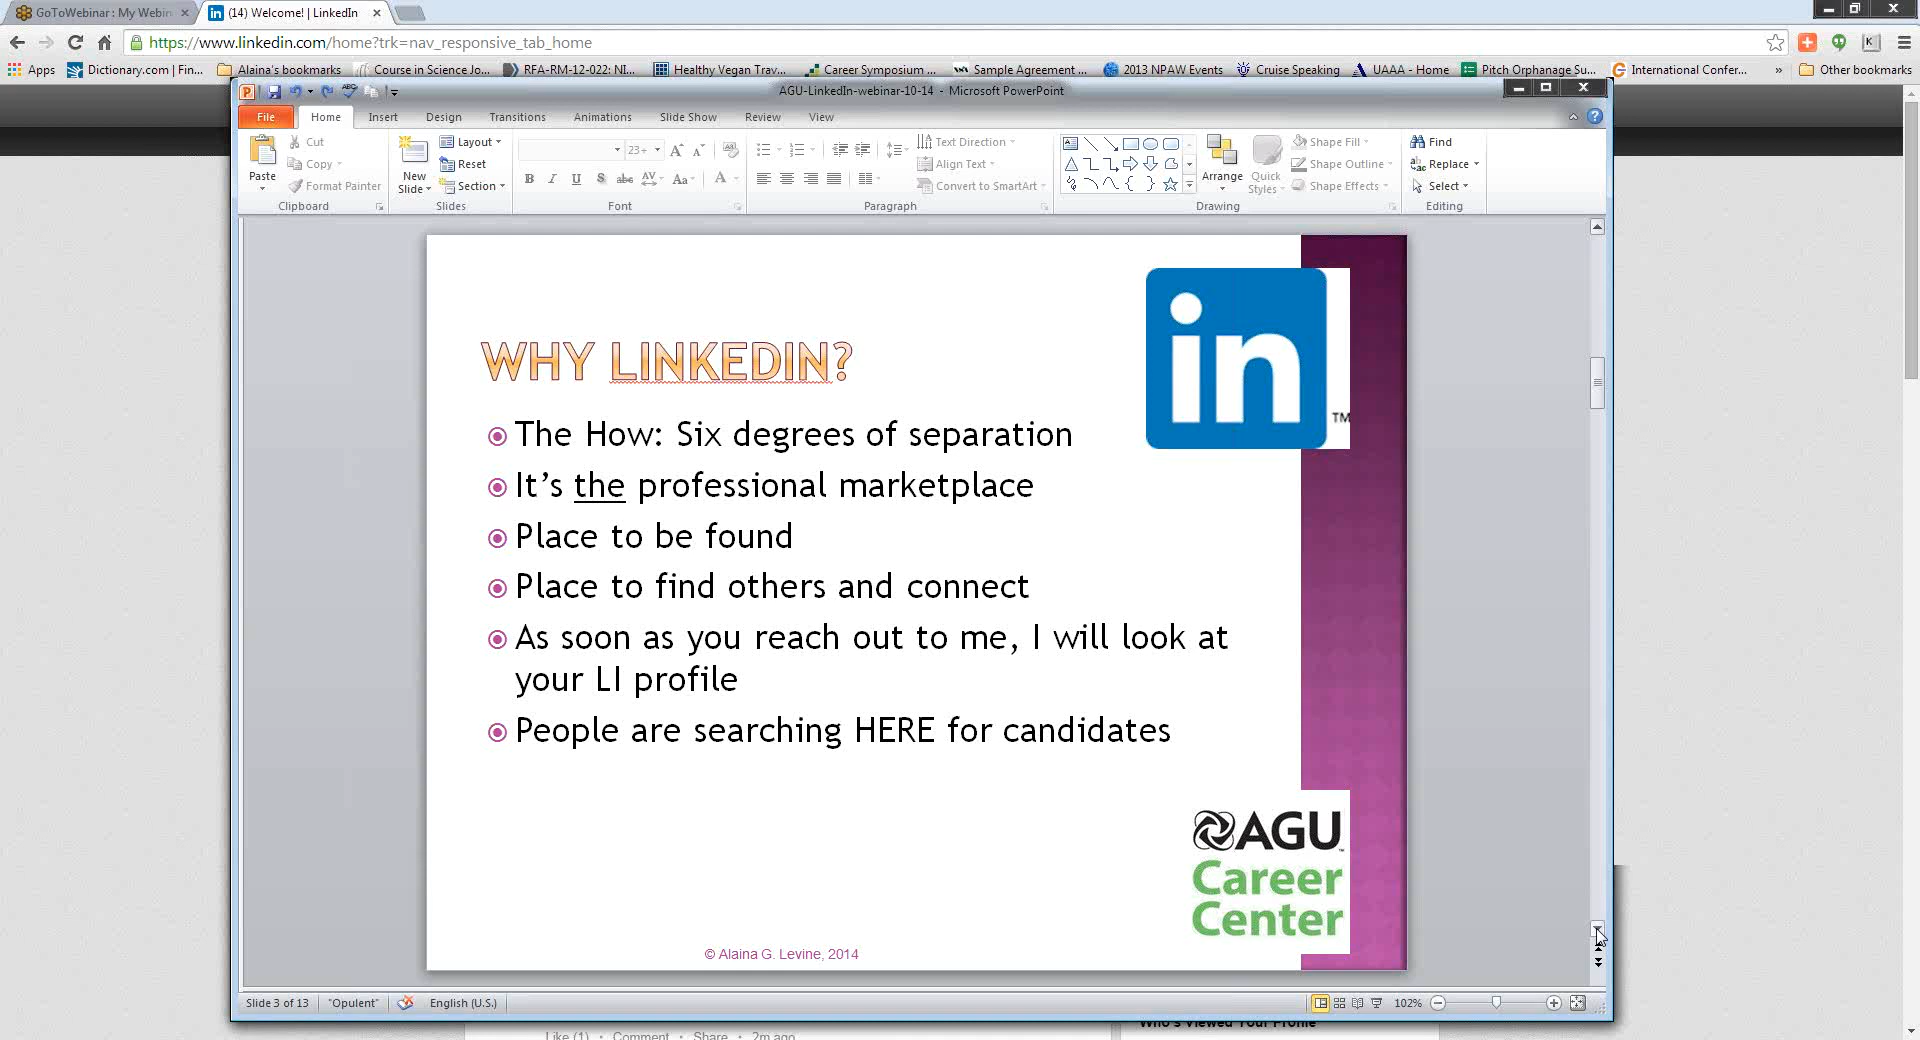 GoToWebinar : My Webin
(14) Welcome! | LinkedIn
https://www.linkedin.com/home?trk=nav_responsive_tab_home
Apps Dictionary.com | Fin... Alaina's bookmarks Course in Science Jo... RFA-RM-12-022: NI... Healthy Vegan Trav... Career Symposium ... Sample Agreement ... 2013 NPAW Events Cruise Speaking UAAA - Home Pitch Orphanage Su... International Confer... » Other bookmarks
AGU-LinkedIn-webinar-10-14 - Microsoft PowerPoint
File Home Insert Design Transitions Animations Slide Show Review View
Paste
Cut
Copy
Format Painter
Clipboard
New
Slide
Layout
Reset
Section
Slides
23+
B I U S abc AV Aa A
Font
Text Direction
Align Text
Convert to SmartArt
Paragraph
Arrange
Quick
Styles
Shape Fill
Shape Outline
Shape Effects
Drawing
Find
Replace
Select
Editing
in
TM
WHY LINKEDIN?
The How: Six degrees of separation
It's the professional marketplace
Place to be found
Place to find others and connect
As soon as you reach out to me, I will look at
your LI profile
People are searching HERE for candidates
AGU
Career
Center
© Alaina G. Levine, 2014
Slide 3 of 13 "Opulent" English (U.S.) 102%
Who's Viewed Your Profile
Like (1) · Comment · Share · 2m ago